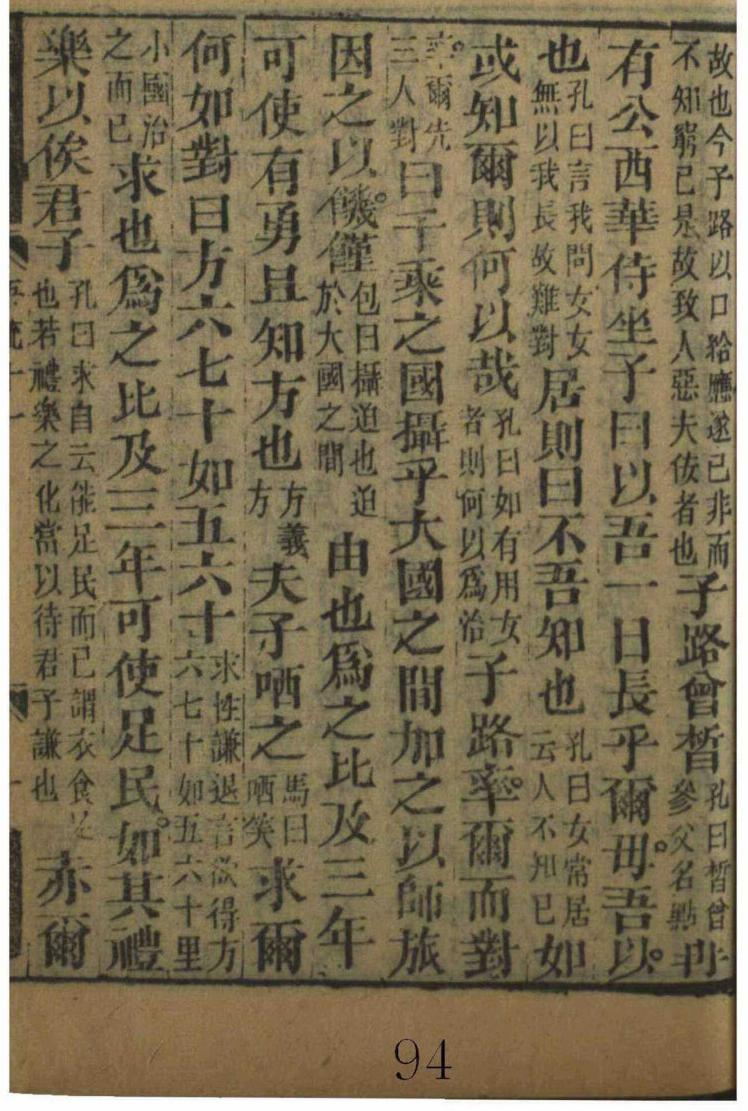 故也今子路以口給應遂己非而不知窮已是故致人惡夫佞者也子路曾晳孔曰晳曾參父名點冉
有公西華侍坐子曰以吾一日長乎爾毋吾以
也孔曰言我問女女無以我長故難對居則曰不吾知也孔曰女常居云人不知已如
或知爾則何以哉孔曰如有用女者則何以為治子路率爾而對
率爾先三人對曰千乘之國攝乎大國之間加之以師旅
因之以饑僅包曰攝迫也迫於大國之間由也爲之比及三年
可使有勇且知方也方義方夫子哂之馬曰哂笑求爾
何如對曰方六七十如五六十求性謙退言欲得方六七十如五六十里
小國治之而已求也爲之比及三年可使足民如其禮
樂以俟君子孔曰求自云能足民而已謂衣食足也若禮樂之化當以待君子謙也赤爾
94